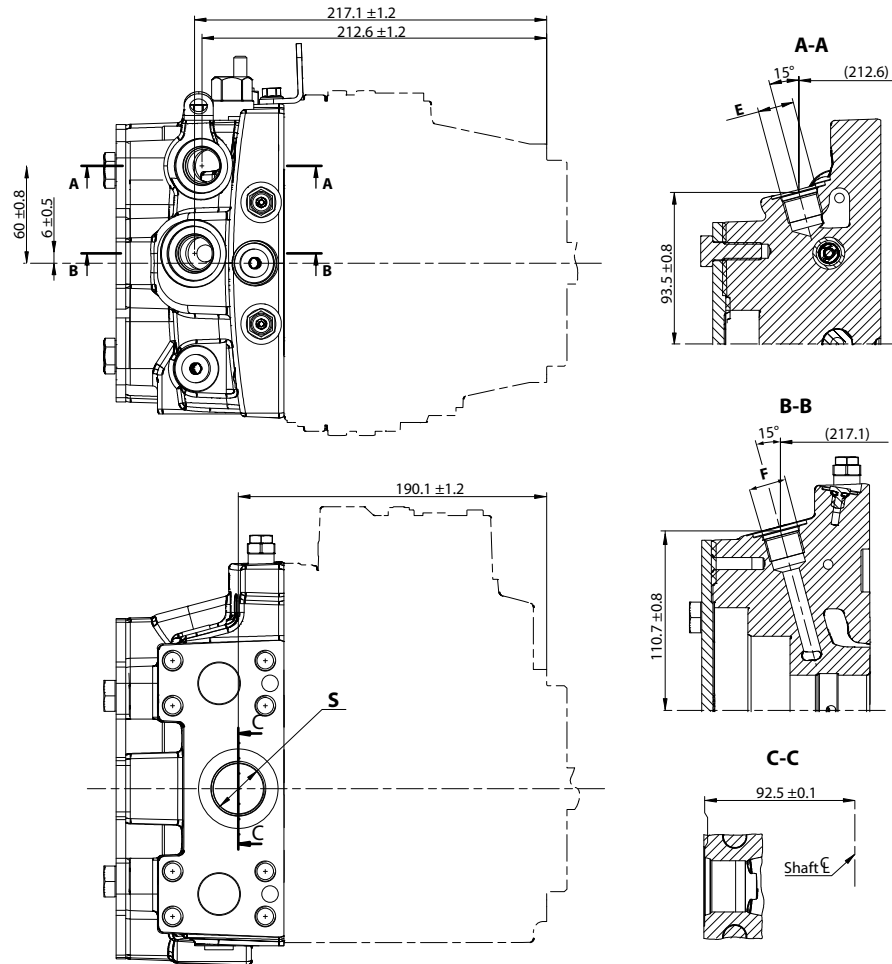 217.1 ±1.2
212.6 ±1.2
A A
B B
60 ±0.8
6 ±0.5
A-A
15°
(212.6)
E
93.5 ±0.8
B-B
15°
(217.1)
F
110.7 ±0.8
190.1 ±1.2
S
C
C
C-C
92.5 ±0.1
Shaft ℄